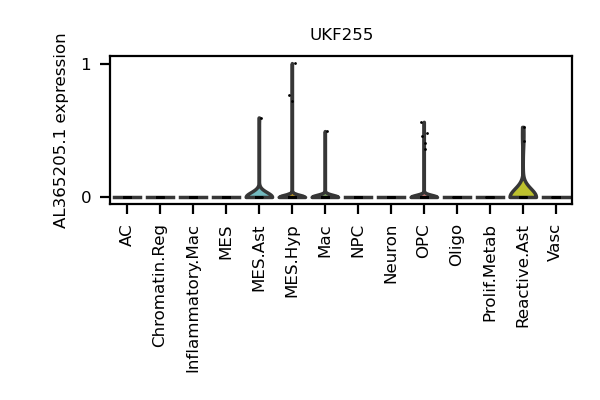 UKF255
AL365205.1 expression
1
0
AC
Chromatin.Reg
Inflammatory.Mac
MES
MES.Ast
MES.Hyp
Mac
NPC
Neuron
OPC
Oligo
Prolif.Metab
Reactive.Ast
Vasc